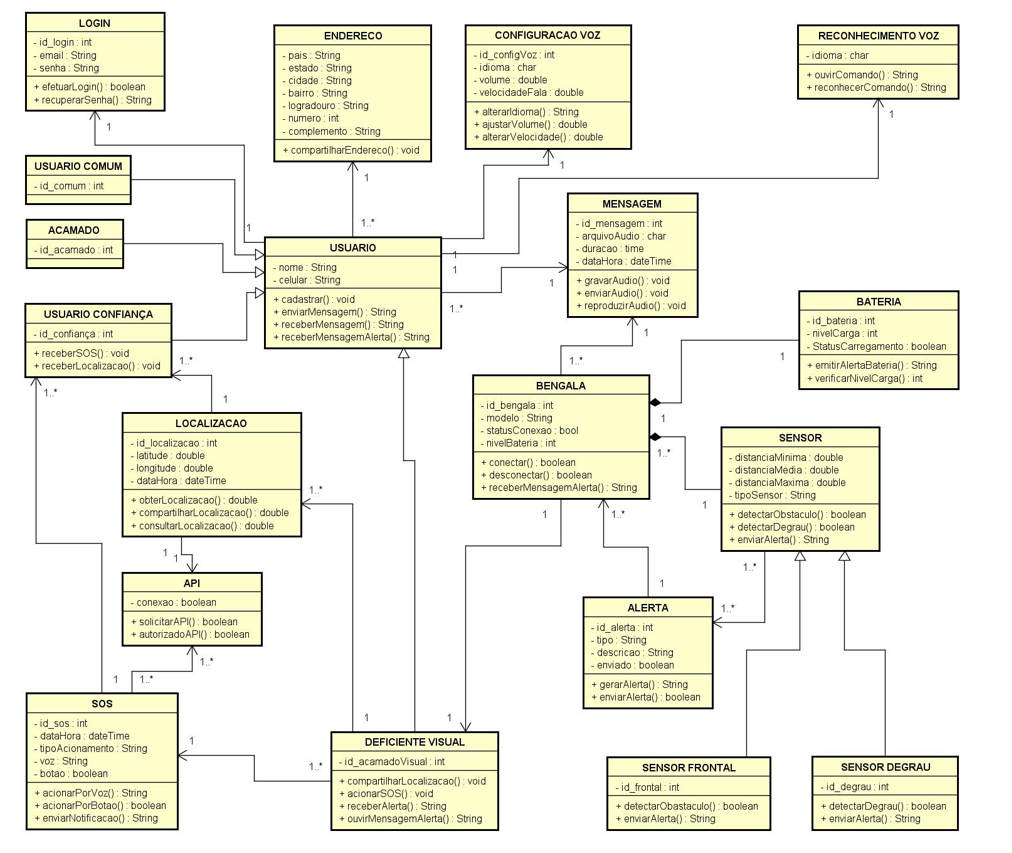 LOGIN
- id_login : int
- email : String
- senha : String
+ efetuarLogin() : boolean
+ recuperarSenha() : String
1
ENDERECO
- pais : String
- estado : String
- cidade : String
- bairro : String
- logradouro : String
- numero : int
- complemento : String
+ compartilharEndereco() : void
1
1..*
CONFIGURACAO VOZ
- id_configVoz : int
- idioma : char
- volume : double
- velocidadeFala : double
+ alterarIdioma() : String
+ ajustarVolume() : double
+ alterarVelocidade() : double
1
RECONHECIMENTO VOZ
- idioma : char
+ ouvirComando() : String
+ reconhecerComando() : String
1
USUARIO COMUM
- id_comum : int
ACAMADO
- id_acamado : int
1
USUARIO
- nome : String
- celular : String
+ cadastrar() : void
+ enviarMensagem() : String
+ receberMensagem() : String
+ receberMensagemAlerta() : String
1
1
1..*
MENSAGEM
- id_mensagem : int
- arquivoAudio : char
- duracao : time
- dataHora : dateTime
+ gravarAudio() : void
+ enviarAudio() : void
+ reproduzirAudio() : void
1
1
1..*
USUARIO CONFIANÇA
- id_confiança : int
+ receberSOS() : void
+ receberLocalizacao() : void
1..*
1..*
1
BATERIA
- id_bateria : int
- nivelCarga : int
- StatusCarregamento : boolean
+ emitirAlertaBateria() : String
+ verificarNivelCarga() : int
1
BENGALA
- id_bengala : int
- modelo : String
- statusConexao : bool
- nivelBateria : int
+ conectar() : boolean
+ desconectar() : boolean
+ receberMensagemAlerta() : String
1
1..*
1
1
1..*
LOCALIZACAO
- id_localizacao : int
- latitude : double
- longitude : double
- dataHora : dateTime
+ obterLocalizacao() : double
+ compartilharLocalizacao() : double
+ consultarLocalizacao() : double
1..*
1
1
SENSOR
- distanciaMinima : double
- distanciaMedia : double
- distanciaMaxima : double
- tipoSensor : String
+ detectarObstaculo() : boolean
+ detectarDegrau() : boolean
+ enviarAlerta() : String
1..*
1..*
API
- conexao : boolean
+ solicitarAPI() : boolean
+ autorizadoAPI() : boolean
1..*
1
ALERTA
- id_alerta : int
- tipo : String
- descricao : String
- enviado : boolean
+ gerarAlerta() : String
+ enviarAlerta() : boolean
1
1..*
SOS
- id_sos : int
- dataHora : dateTime
- tipoAcionamento : String
- voz : String
- botao : boolean
+ acionarPorVoz() : String
+ acionarPorBotao() : boolean
+ enviarNotificacao() : String
1
1..*
1
1
DEFICIENTE VISUAL
- id_acamadoVisual : int
+ compartilharLocalizacao() : void
+ acionarSOS() : void
+ receberAlerta() : String
+ ouvirMensagemAlerta() : String
SENSOR FRONTAL
- id_frontal : int
+ detectarObastaculo() : boolean
+ enviarAlerta() : String
SENSOR DEGRAU
- id_degrau : int
+ detectarDegrau() : boolean
+ enviarAlerta() : String